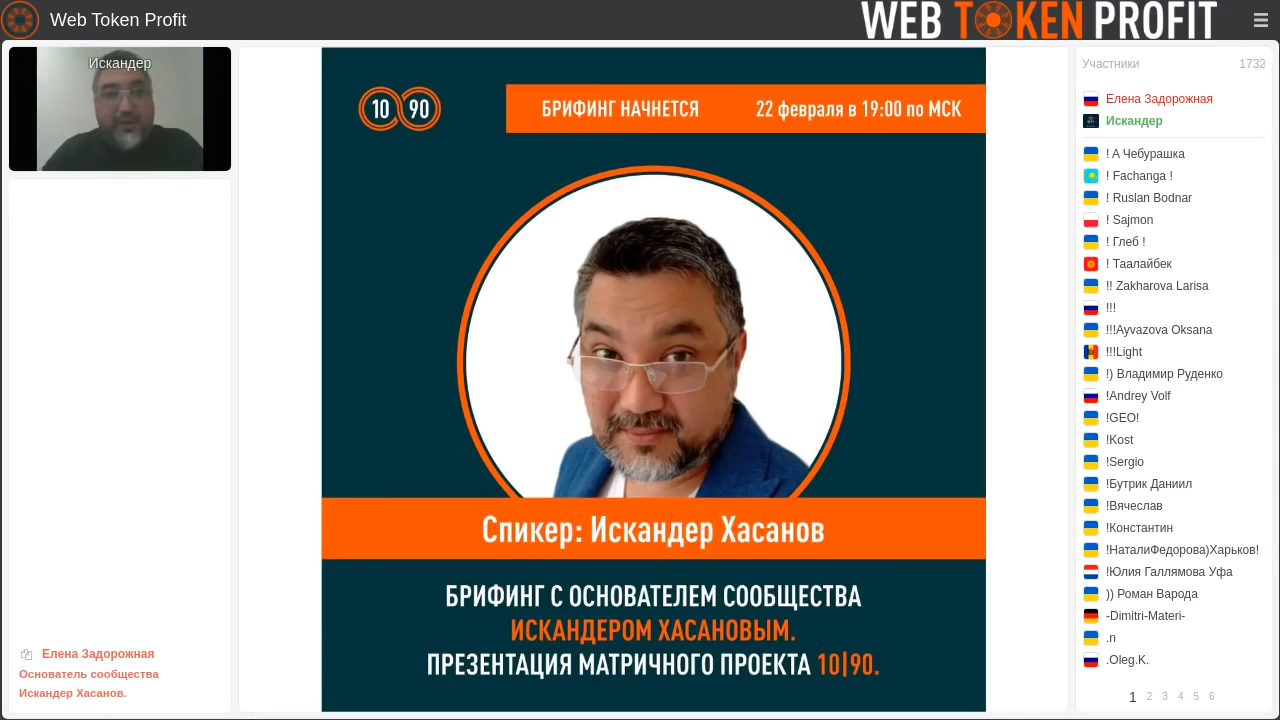 Web Token Profit
WEB TOKEN PROFIT
Искандер
10 90
БРИФИНГ НАЧНЕТСЯ 22 февраля в 19:00 по МСК
Спикер: Искандер Хасанов
БРИФИНГ С ОСНОВАТЕЛЕМ СООБЩЕСТВА
ИСКАНДЕРОМ ХАСАНОВЫМ.
ПРЕЗЕНТАЦИЯ МАТРИЧНОГО ПРОЕКТА 10|90.
Елена Задорожная
Основатель сообщества
Искандер Хасанов.
Участники
Елена Задорожная
Искандер
! А Чебурашка
! Fachanga !
! Ruslan Bodnar
! Sajmon
! Глеб !
! Таалайбек
!! Zakharova Larisa
!!!
!!!Ayvazova Oksana
!!!Light
!) Владимир Руденко
!Andrey Volf
!GEO!
!Kost
!Sergio
!Бутрик Даниил
!Вячеслав
!Константин
!НаталиФедорова)Харьков!
!Юлия Галлямова Уфа
)) Роман Варода
-Dimitri-Materi-
.n
.Oleg.K.
1 2 3 4 5 6